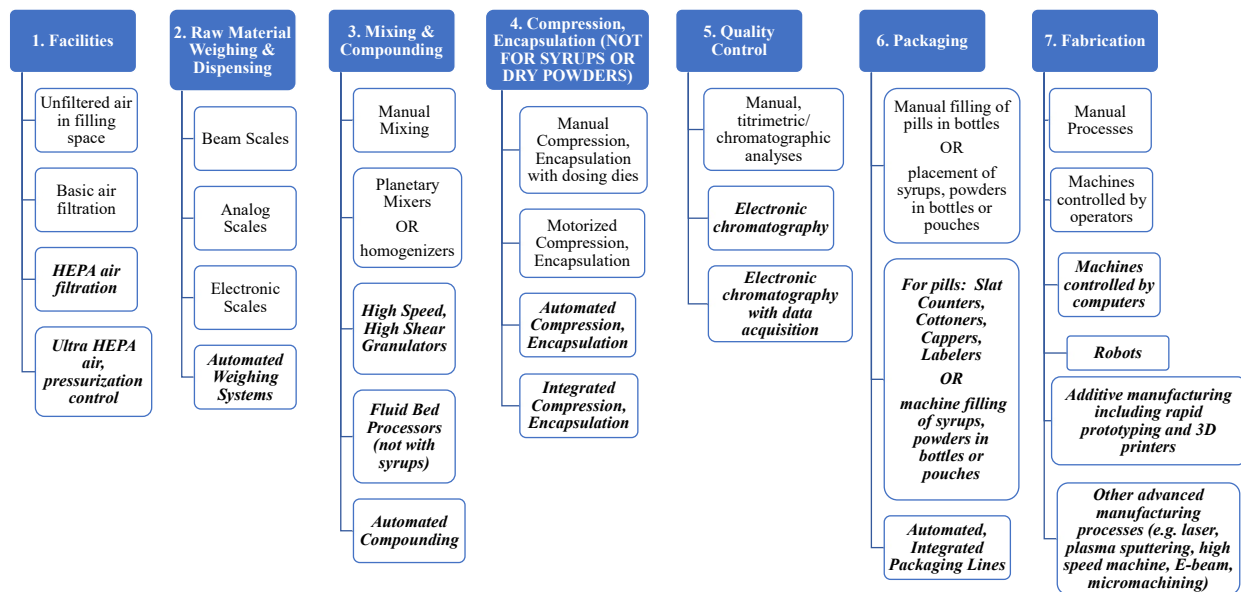 1. Facilities
Unfiltered air
in filling
space
Basic air
filtration
HEPA air
filtration
Ultra HEPA
air,
pressurization
control
2. Raw Material
Weighing &
Dispensing
Beam Scales
Analog
Scales
Electronic
Scales
Automated
Weighing
Systems
3. Mixing &
Compounding
Manual
Mixing
Planetary
Mixers
OR
homogenizers
High Speed,
High Shear
Granulators
Fluid Bed
Processors
(not with
syrups)
Automated
Compounding
4. Compression,
Encapsulation (NOT
FOR SYRUPS OR
DRY POWDERS)
Manual
Compression,
Encapsulation
with dosing dies
Motorized
Compression,
Encapsulation
Automated
Compression,
Encapsulation
Integrated
Compression,
Encapsulation
5. Quality
Control
Manual,
titrimetric/
chromatographic
analyses
Electronic
chromatography
Electronic
chromatography
with data
acquisition
6. Packaging
Manual filling of
pills in bottles
OR
placement of
syrups, powders
in bottles or
pouches
For pills: Slat
Counters,
Cottoners,
Cappers,
Labelers
OR
machine filling
of syrups,
powders in
bottles or
pouches
Automated,
Integrated
Packaging Lines
7. Fabrication
Manual
Processes
Machines
controlled by
operators
Machines
controlled by
computers
Robots
Additive manufacturing
including rapid
prototyping and 3D
printers
Other advanced
manufacturing
processes (e.g. laser,
plasma sputtering, high
speed machine, E-beam,
micromachining)